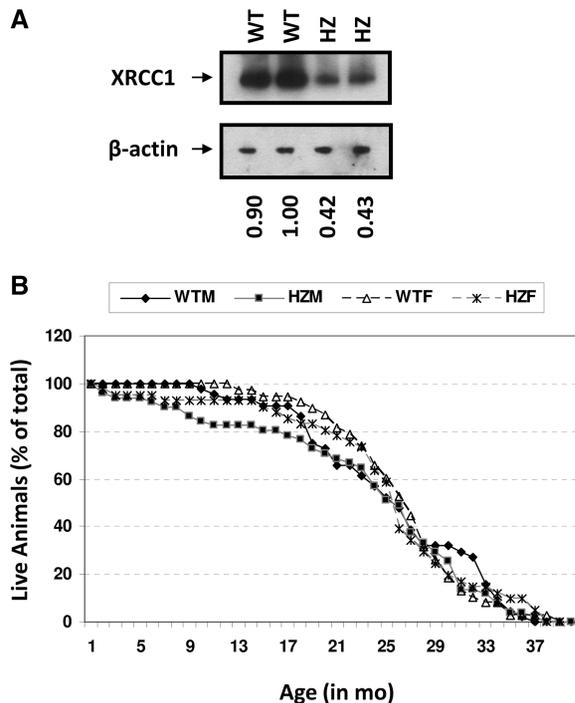 A
WT WT HZ HZ
XRCC1
β-actin
0.90 1.00 0.42 0.43
B
WTM HZM WTF HZF
120
100
80
60
40
20
0
Live Animals (% of total)
1 5 9 13 17 21 25 29 33 37
Age (in mo)